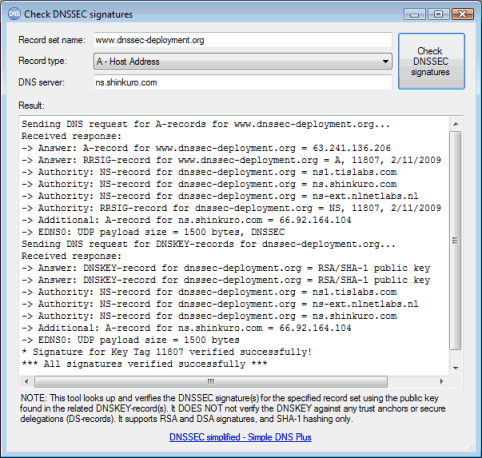 Check DNSSEC signatures
Record set name: www.dnssec-deployment.org
Record type: A - Host Address
DNS server: ns.shinkuro.com
Check
DNSSEC
signatures
Result:
Sending DNS request for A-records for www.dnssec-deployment.org...
Received response:
-> Answer: A-record for www.dnssec-deployment.org = 63.241.136.206
-> Answer: RRSIG-record for www.dnssec-deployment.org = A, 11807, 2/11/2009
-> Authority: NS-record for dnssec-deployment.org = ns1.tislabs.com
-> Authority: NS-record for dnssec-deployment.org = ns.shinkuro.com
-> Authority: NS-record for dnssec-deployment.org = ns-ext.nlnetlabs.nl
-> Authority: RRSIG-record for dnssec-deployment.org = NS, 11807, 2/11/2009
-> Additional: A-record for ns.shinkuro.com = 66.92.164.104
-> EDNS0: UDP payload size = 1500 bytes, DNSSEC
Sending DNS request for DNSKEY-records for dnssec-deployment.org...
Received response:
-> Answer: DNSKEY-record for dnssec-deployment.org = RSA/SHA-1 public key
-> Answer: DNSKEY-record for dnssec-deployment.org = RSA/SHA-1 public key
-> Authority: NS-record for dnssec-deployment.org = ns1.tislabs.com
-> Authority: NS-record for dnssec-deployment.org = ns-ext.nlnetlabs.nl
-> Authority: NS-record for dnssec-deployment.org = ns.shinkuro.com
-> Additional: A-record for ns.shinkuro.com = 66.92.164.104
-> EDNS0: UDP payload size = 1500 bytes
* Signature for Key Tag 11807 verified successfully!
*** All signatures verified successfully ***
NOTE: This tool looks up and verifies the DNSSEC signature(s) for the specified record set using the public key
found in the related DNSKEY-record(s). It DOES NOT not verify the DNSKEY against any trust anchors or secure
delegations (DS-records). It supports RSA and DSA signatures, and SHA-1 hashing only.
DNSSEC simplified - Simple DNS Plus